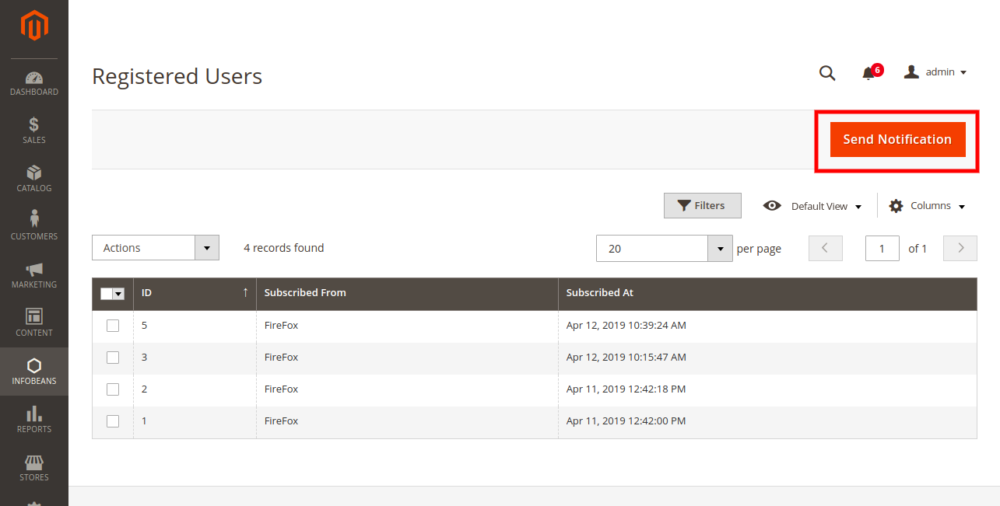 DASHBOARD
SALES
CATALOG
CUSTOMERS
MARKETING
CONTENT
INFOBEANS
REPORTS
STORES
Registered Users
6
admin
Send Notification
Filters
Default View
Columns
Actions
4 records found
20
per page
1
of 1
ID ↑ Subscribed From Subscribed At
5 FireFox Apr 12, 2019 10:39:24 AM
3 FireFox Apr 12, 2019 10:15:47 AM
2 FireFox Apr 11, 2019 12:42:18 PM
1 FireFox Apr 11, 2019 12:42:00 PM